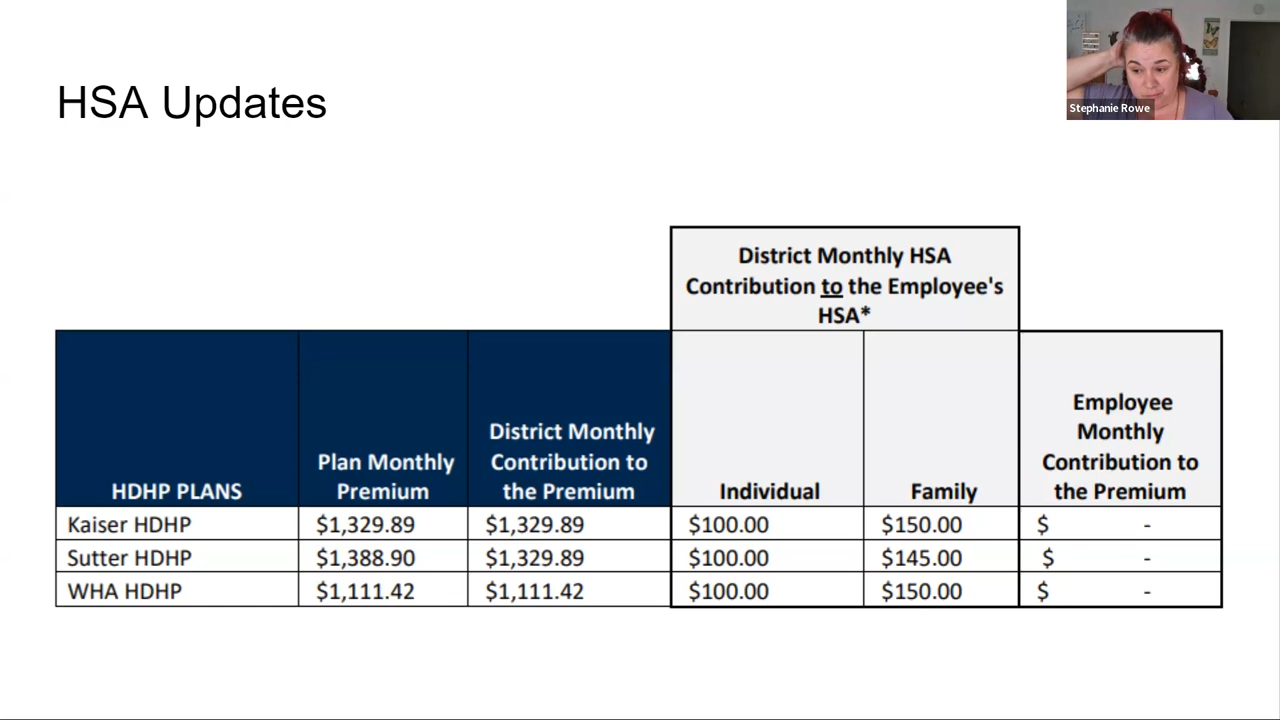 HSA Updates
Stephanie Rowe
District Monthly HSA
Contribution to the Employee's
HSA*
HDHP PLANS
Plan Monthly
Premium
District Monthly
Contribution to
the Premium
Individual
Family
Employee
Monthly
Contribution to
the Premium
Kaiser HDHP $1,329.89 $1,329.89 $100.00 $150.00 $ -
Sutter HDHP $1,388.90 $1,329.89 $100.00 $145.00 $ -
WHA HDHP $1,111.42 $1,111.42 $100.00 $150.00 $ -